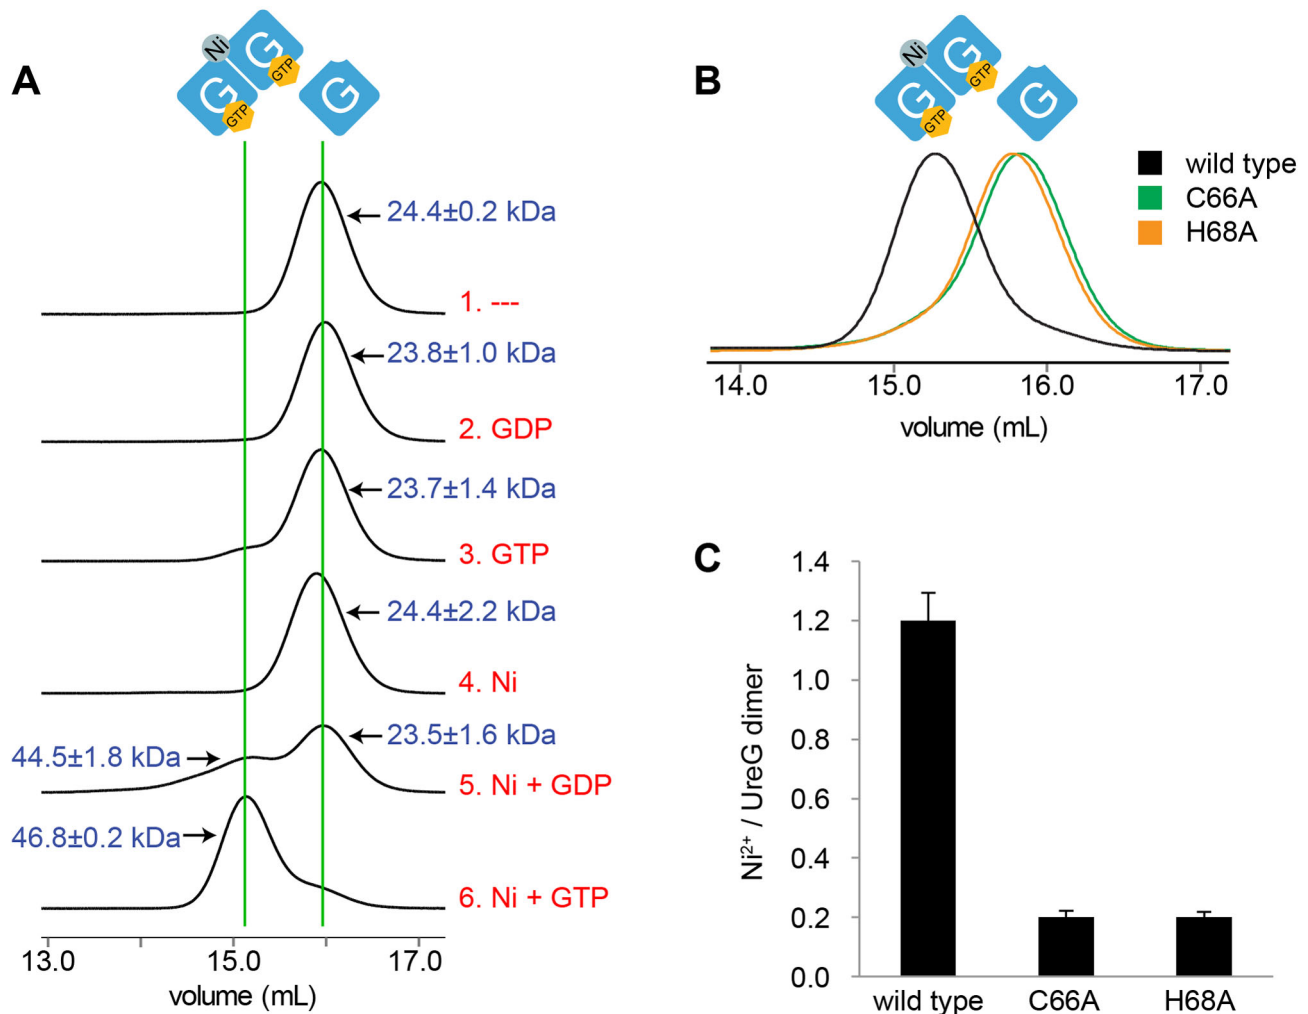 A
Ni
G
GTP
G
GTP
G
24.4±0.2 kDa
1. ---
23.8±1.0 kDa
2. GDP
23.7±1.4 kDa
3. GTP
24.4±2.2 kDa
4. Ni
44.5±1.8 kDa
23.5±1.6 kDa
5. Ni + GDP
46.8±0.2 kDa
6. Ni + GTP
13.0 15.0 17.0
volume (mL)
B
Ni
G
GTP
G
GTP
G
wild type
C66A
H68A
14.0 15.0 16.0 17.0
volume (mL)
C
Ni²⁺ / UreG dimer
1.4
1.2
1.0
0.8
0.6
0.4
0.2
0.0
wild type C66A H68A